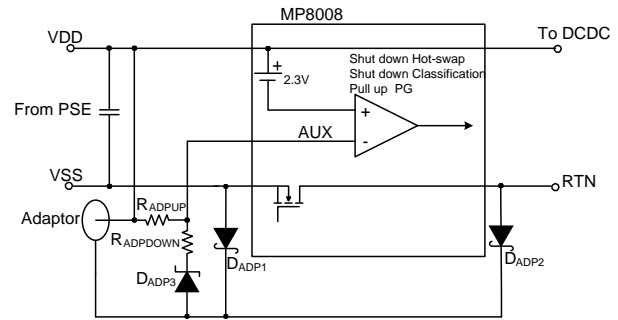 MP8008
VDD
To DCDC
+
2.3V
Shut down Hot-swap
Shut down Classification
Pull up PG
From PSE
+
AUX
-
VSS
RTN
Adaptor
RADPUP
RADPDOWN
DADP1
DADP2
DADP3